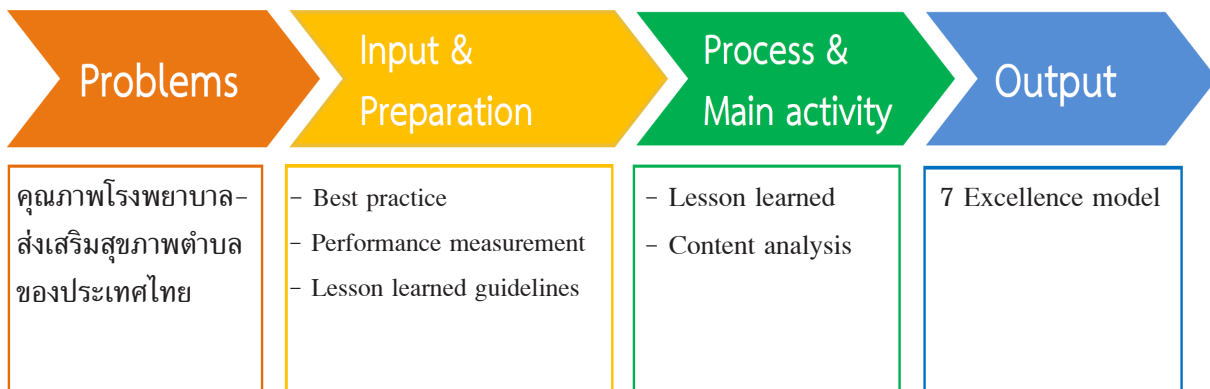 Problems
Input &
Preparation
Process &
Main activity
Output
คุณภาพโรงพยาบาล-
ส่งเสริมสุขภาพตำบล
ของประเทศไทย
- Best practice
- Performance measurement
- Lesson learned guidelines
- Lesson learned
- Content analysis
7 Excellence model